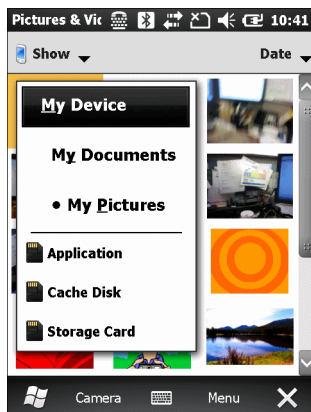 Pictures & Vic 10:41
Show Date
My Device
My Documents
• My Pictures
Application
Cache Disk
Storage Card
Camera Menu